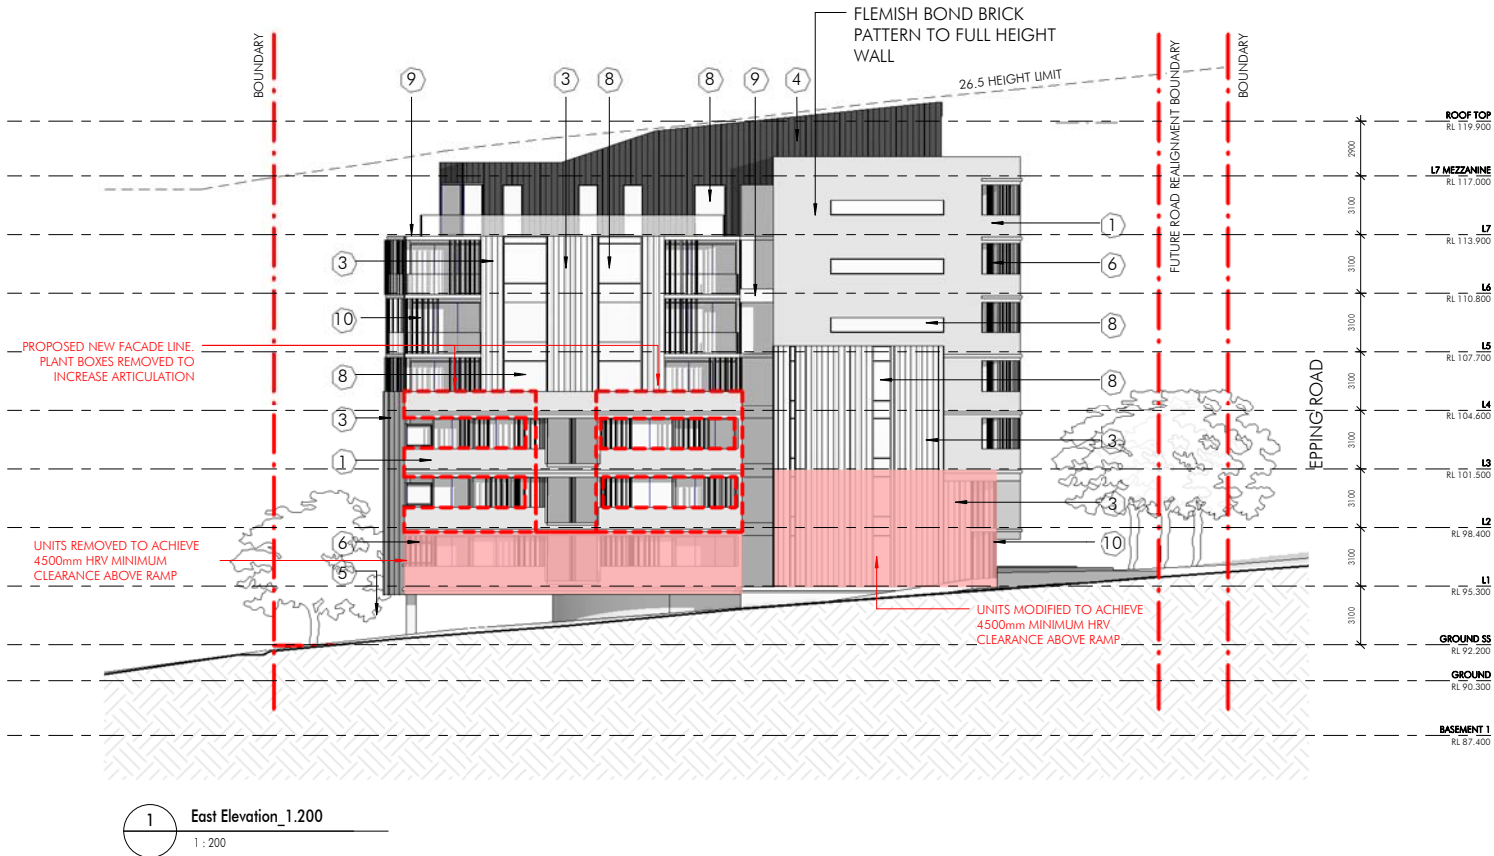 FLEMISH BOND BRICK
PATTERN TO FULL HEIGHT
WALL
BOUNDARY
FUTURE ROAD REALIGNMENT BOUNDARY
BOUNDARY
26.5 HEIGHT LIMIT
9
3
8
8
9
4
ROOF TOP
RL 119.900
2900
L7 MEZZANINE
RL 117.000
3100
1
L7
RL 113.900
3
6
3100
L6
RL 110.800
10
8
3100
PROPOSED NEW FACADE LINE.
PLANT BOXES REMOVED TO
INCREASE ARTICULATION
L5
RL 107.700
8
8
3100
EPPING ROAD
L4
RL 104.600
3
3
3100
1
L3
RL 101.500
3
3100
L2
RL 98.400
UNITS REMOVED TO ACHIEVE
4500mm HRV MINIMUM
CLEARANCE ABOVE RAMP
6
10
3100
5
L1
RL 95.300
UNITS MODIFIED TO ACHIEVE
4500mm MINIMUM HRV
CLEARANCE ABOVE RAMP
3100
GROUND SS
RL 92.200
GROUND
RL 90.300
BASEMENT 1
RL 87.400
1
East Elevation_1.200
1 : 200